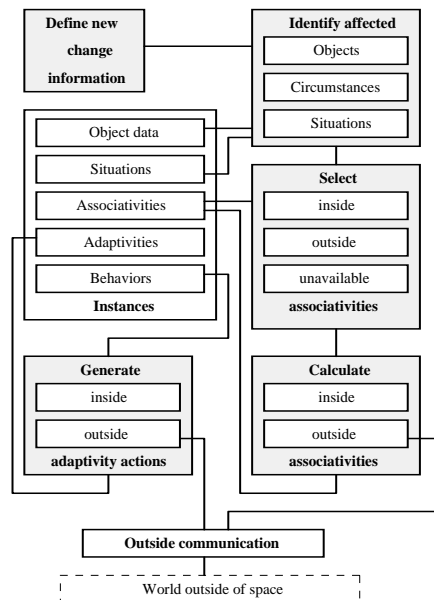 Define new
change
information
Identify affected
Objects
Circumstances
Situations
Object data
Situations
Associativities
Adaptivities
Behaviors
Instances
Select
inside
outside
unavailable
associativities
Generate
inside
outside
adaptivity actions
Calculate
inside
outside
associativities
Outside communication
World outside of space